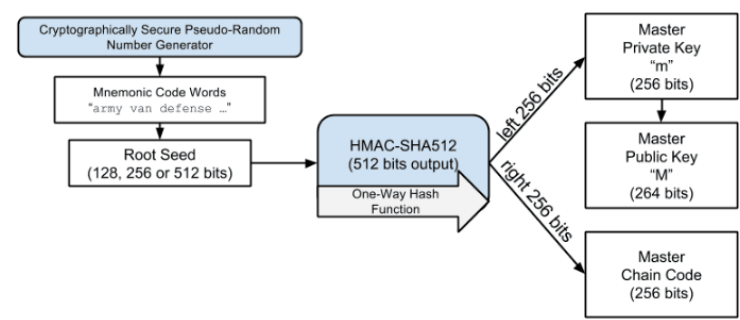 Cryptographically Secure Pseudo-Random
Number Generator
Mnemonic Code Words
“army van defense …”
Root Seed
(128, 256 or 512 bits)
HMAC-SHA512
(512 bits output)
One-Way Hash
Function
left 256 bits
right 256 bits
Master
Private Key
“m”
(256 bits)
Master
Public Key
“M”
(264 bits)
Master
Chain Code
(256 bits)